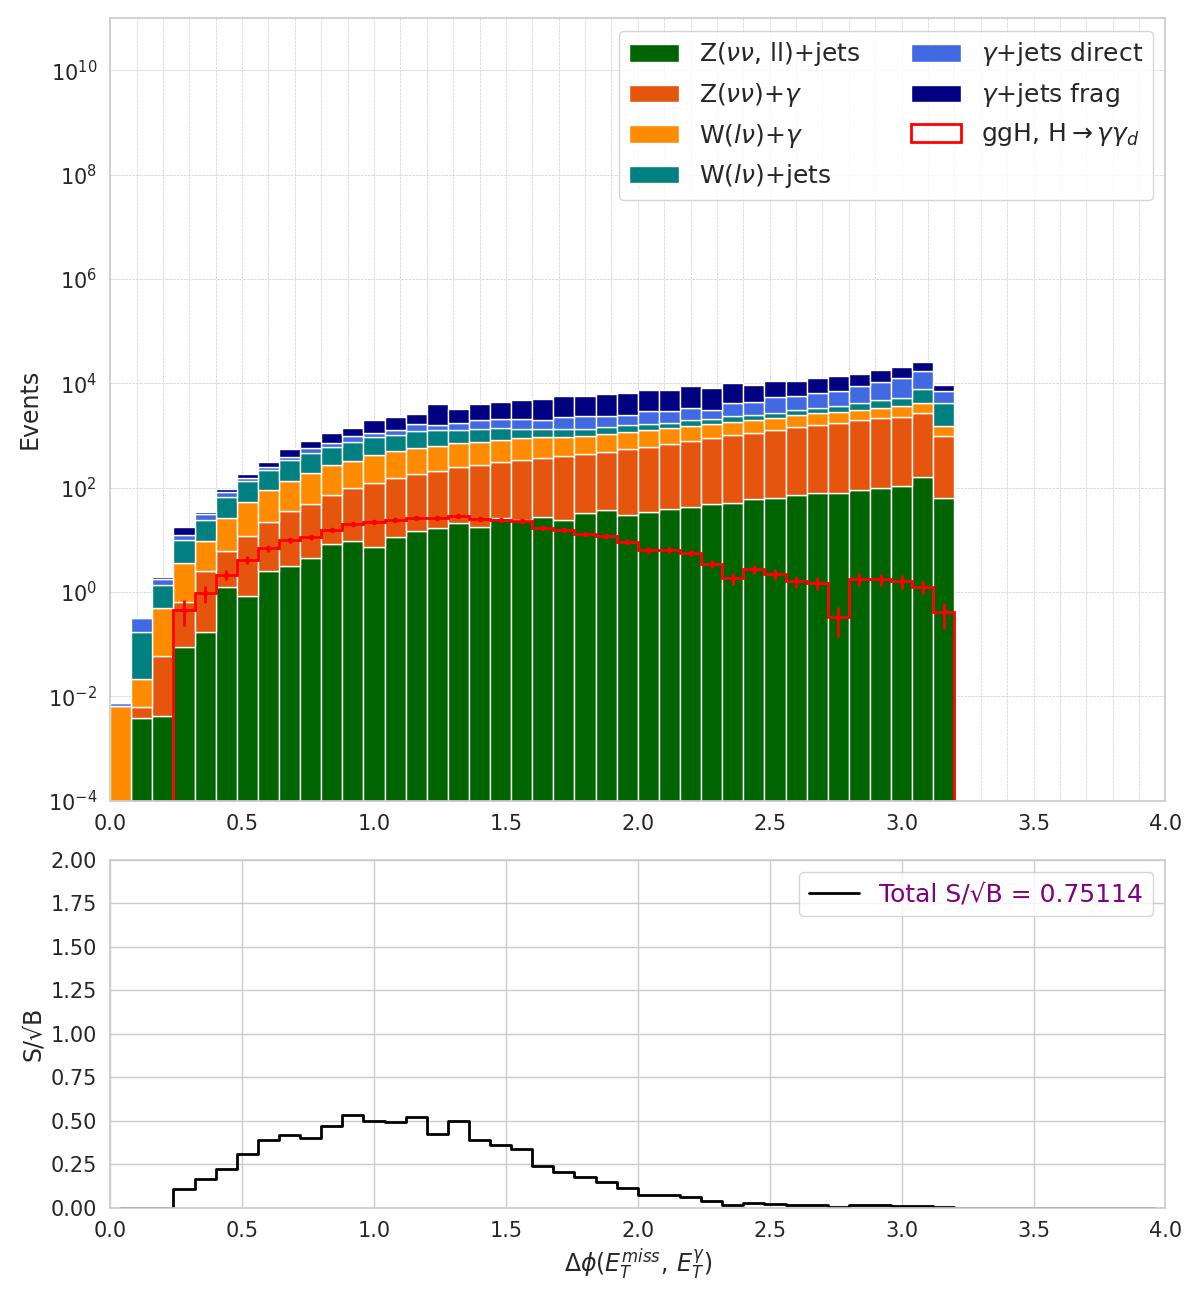 Z(νν, ll)+jets
Z(νν)+γ
W(lν)+γ
W(lν)+jets
γ+jets direct
γ+jets frag
ggH, H→γγ_d
Events
10^10
10^8
10^6
10^4
10^2
10^0
10^−2
10^−4
0.0 0.5 1.0 1.5 2.0 2.5 3.0 3.5 4.0
Total S/√B = 0.75114
S/√B
2.00
1.75
1.50
1.25
1.00
0.75
0.50
0.25
0.00
0.0 0.5 1.0 1.5 2.0 2.5 3.0 3.5 4.0
Δϕ(E_T^miss, E_T^γ)